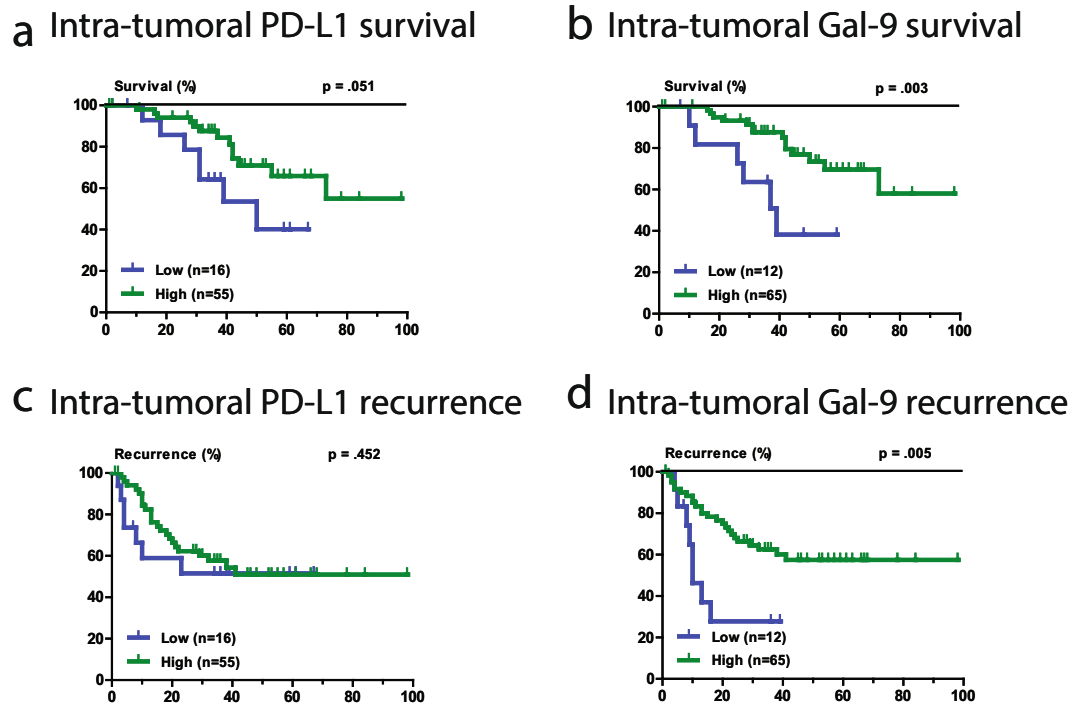 a Intra-tumoral PD-L1 survival
Survival (%) p = .051
100
80
60
40
20
0
Low (n=16)
High (n=55)
0 20 40 60 80 100
b Intra-tumoral Gal-9 survival
Survival (%) p = .003
100
80
60
40
20
0
Low (n=12)
High (n=65)
0 20 40 60 80 100
c Intra-tumoral PD-L1 recurrence
Recurrence (%) p = .452
100
80
60
40
20
0
Low (n=16)
High (n=55)
0 20 40 60 80 100
d Intra-tumoral Gal-9 recurrence
Recurrence (%) p = .005
100
80
60
40
20
0
Low (n=12)
High (n=65)
0 20 40 60 80 100